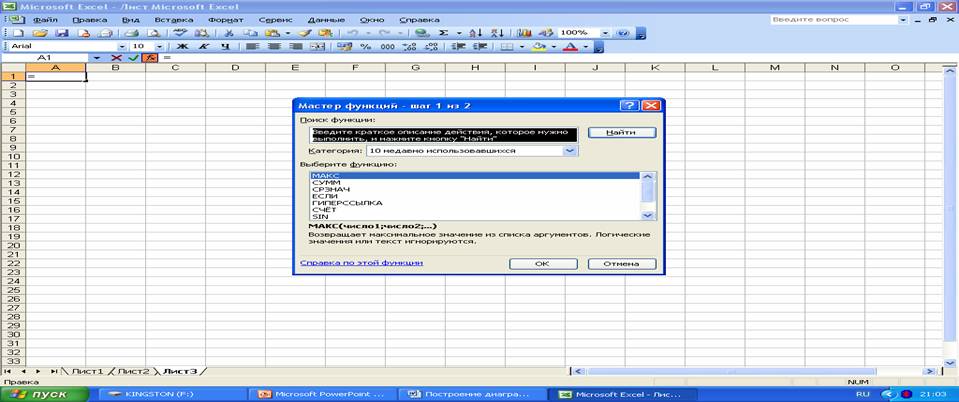 Microsoft Excel - Лист Microsoft Excel
Файл Правка Вид Вставка Формат Сервис Данные Окно Справка Введите вопрос
100%
Arial 10 Ж К Ч % 000
A1 =
A B C D E F G H I J K L M N O
1 =
2
3
4
5
6
7
8
9
10
11
12
13
14
15
16
17
18
19
20
21
22
23
24
25
26
27
28
29
30
31
32
33
Мастер функций - шаг 1 из 2
Поиск функции:
Введите краткое описание действия, которое нужно
выполнить, и нажмите кнопку "Найти"
Найти
Категория: 10 недавно использовавшихся
Выберите функцию:
МАКС
СУММ
СРЗНАЧ
ЕСЛИ
ГИПЕРССЫЛКА
СЧЁТ
SIN
МАКС(число1;число2;...)
Возвращает максимальное значение из списка аргументов. Логические
значения или текст игнорируются.
Справка по этой функции
ОК Отмена
Лист1 Лист2 Лист3
Правка NUM
пуск KINGSTON (F:) Microsoft PowerPoint ... Построение диагра... Microsoft Excel - Лис... RU 21:03